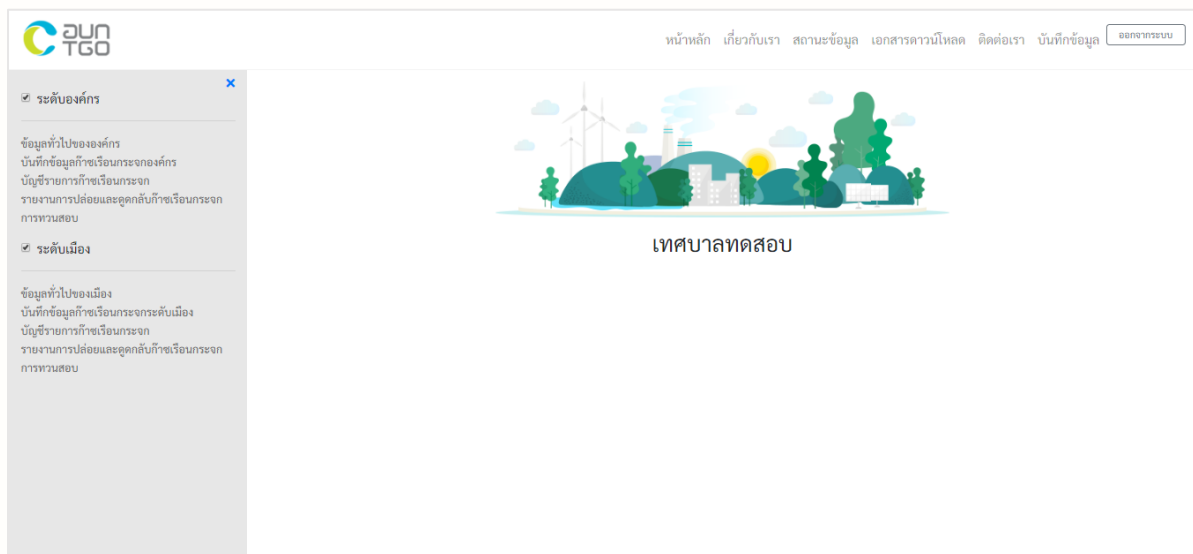 อบก
TGO
หน้าหลัก เกี่ยวกับเรา สถานะข้อมูล เอกสารดาวน์โหลด ติดต่อเรา บันทึกข้อมูล ออกจากระบบ
ระดับองค์กร
ข้อมูลทั่วไปขององค์กร
บันทึกข้อมูลก๊าซเรือนกระจกองค์กร
บัญชีรายการก๊าซเรือนกระจก
รายงานการปล่อยและดูดกลับก๊าซเรือนกระจก
การทวนสอบ
ระดับเมือง
ข้อมูลทั่วไปของเมือง
บันทึกข้อมูลก๊าซเรือนกระจกระดับเมือง
บัญชีรายการก๊าซเรือนกระจก
รายงานการปล่อยและดูดกลับก๊าซเรือนกระจก
การทวนสอบ
เทศบาลทดสอบ